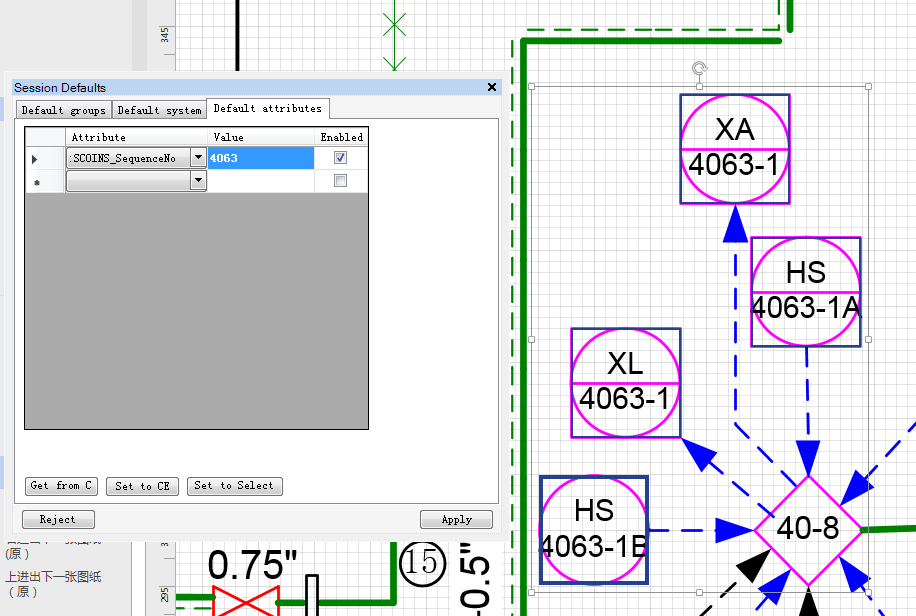 345
Session Defaults
Default groups
Default system
Default attributes
Attribute
Value
Enabled
:SCOINS_SequenceNo
4063
Get from C
Set to CE
Set to Select
Reject
Apply
XA
4063-1
HS
4063-1A
XL
4063-1
HS
4063-1B
40-8
(原)
上进出下一张图纸
(原)
295
0.75"
15
-0.5"